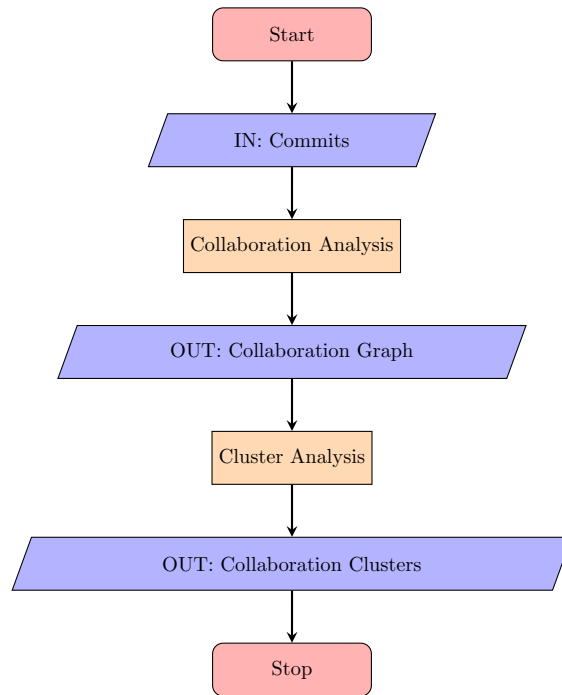 Start
IN: Commits
Collaboration Analysis
OUT: Collaboration Graph
Cluster Analysis
OUT: Collaboration Clusters
Stop